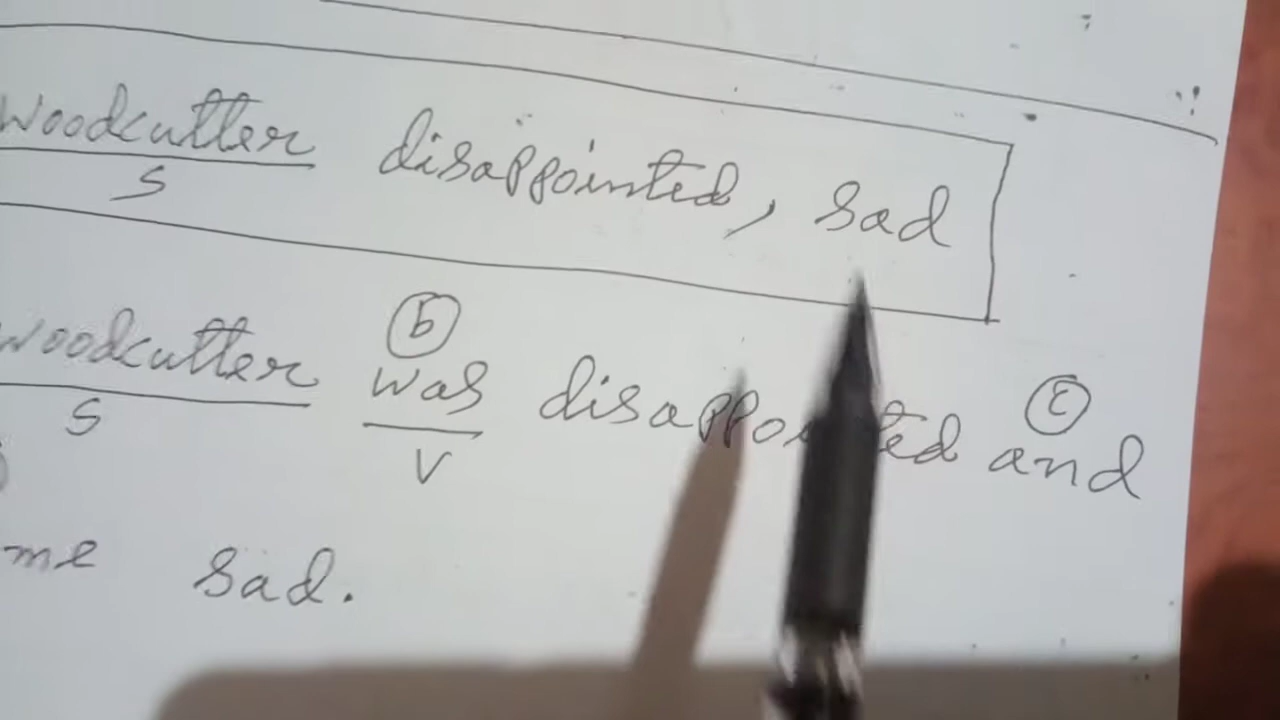 woodcutter disappointed, sad
S
b c
woodcutter was disappointed and
S V
me sad.